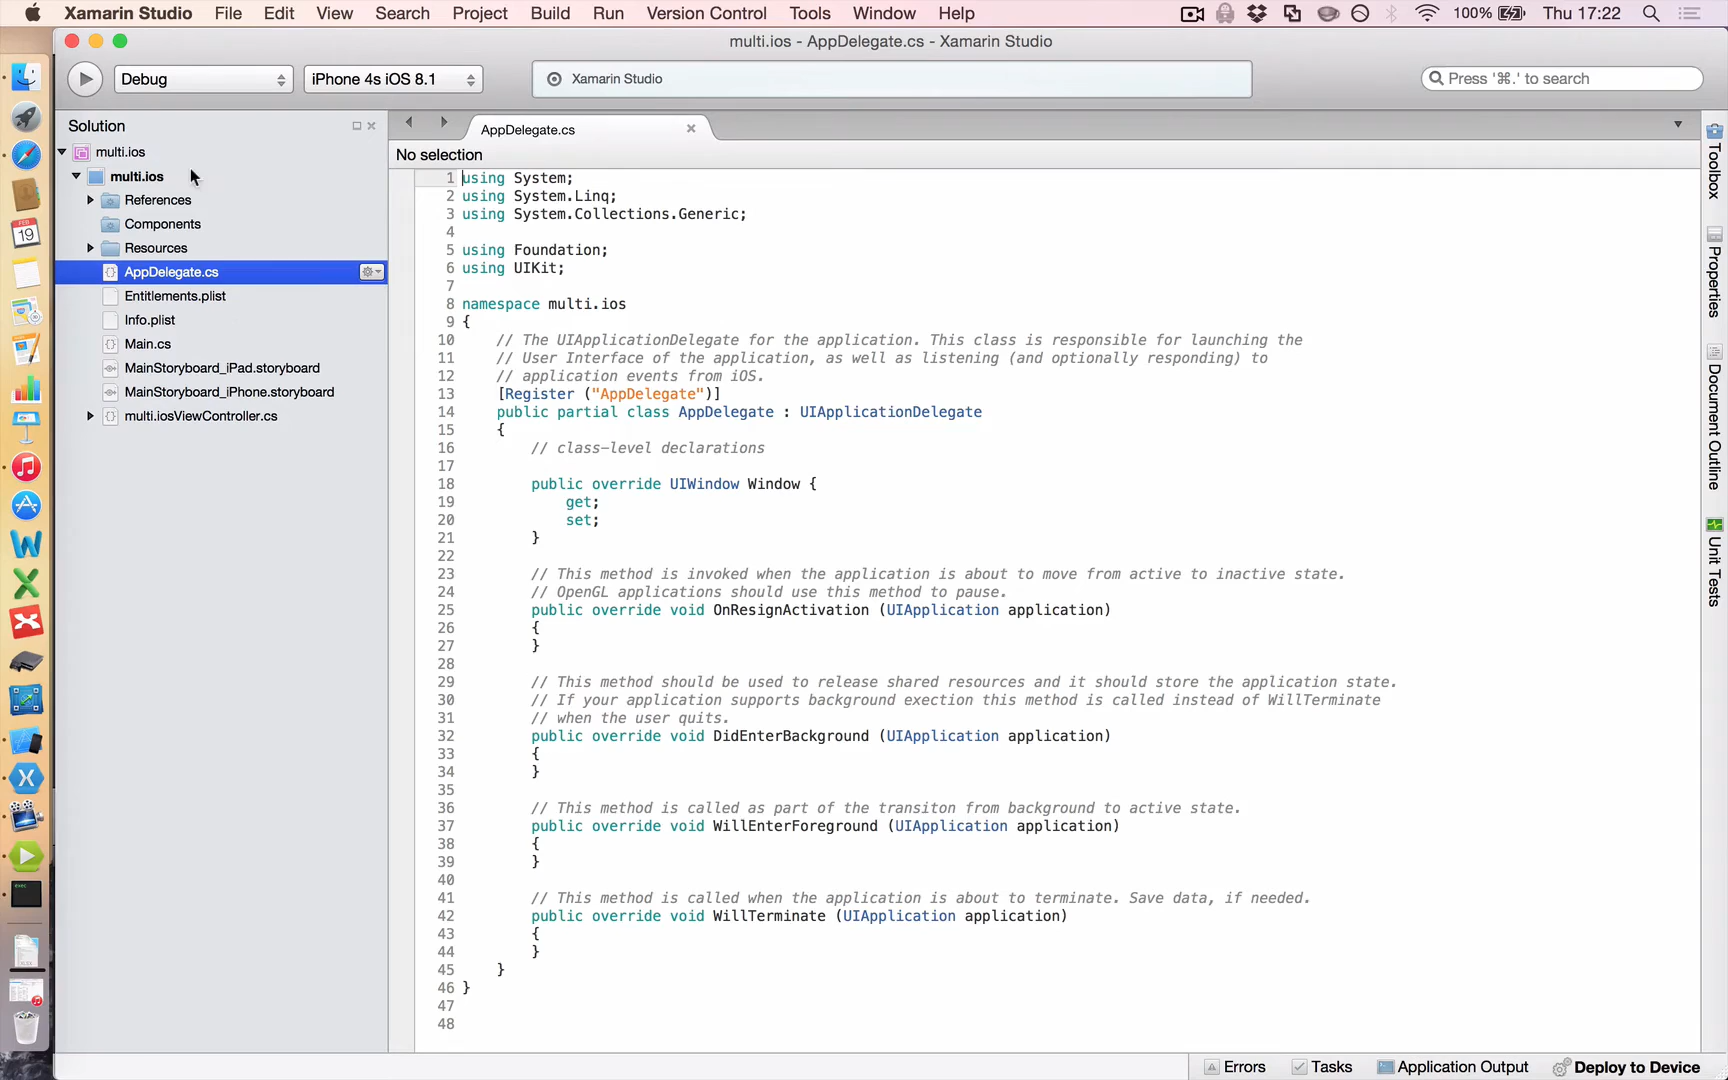 Xamarin Studio File Edit View Search Project Build Run Version Control Tools Window Help 100% Thu 17:22
multi.ios - AppDelegate.cs - Xamarin Studio
Debug iPhone 4s iOS 8.1 Xamarin Studio Press '⌘.' to search
Solution
multi.ios
multi.ios
References
Components
Resources
AppDelegate.cs
Entitlements.plist
Info.plist
Main.cs
MainStoryboard_iPad.storyboard
MainStoryboard_iPhone.storyboard
multi.iosViewController.cs
AppDelegate.cs
No selection
1 using System;
2 using System.Linq;
3 using System.Collections.Generic;
4
5 using Foundation;
6 using UIKit;
7
8 namespace multi.ios
9 {
10 // The UIApplicationDelegate for the application. This class is responsible for launching the
11 // User Interface of the application, as well as listening (and optionally responding) to
12 // application events from iOS.
13 [Register ("AppDelegate")]
14 public partial class AppDelegate : UIApplicationDelegate
15 {
16 // class-level declarations
17
18 public override UIWindow Window {
19 get;
20 set;
21 }
22
23 // This method is invoked when the application is about to move from active to inactive state.
24 // OpenGL applications should use this method to pause.
25 public override void OnResignActivation (UIApplication application)
26 {
27 }
28
29 // This method should be used to release shared resources and it should store the application state.
30 // If your application supports background exection this method is called instead of WillTerminate
31 // when the user quits.
32 public override void DidEnterBackground (UIApplication application)
33 {
34 }
35
36 // This method is called as part of the transiton from background to active state.
37 public override void WillEnterForeground (UIApplication application)
38 {
39 }
40
41 // This method is called when the application is about to terminate. Save data, if needed.
42 public override void WillTerminate (UIApplication application)
43 {
44 }
45 }
46 }
47
48
Toolbox
Properties
Document Outline
Unit Tests
FEB
19
Errors Tasks Application Output Deploy to Device